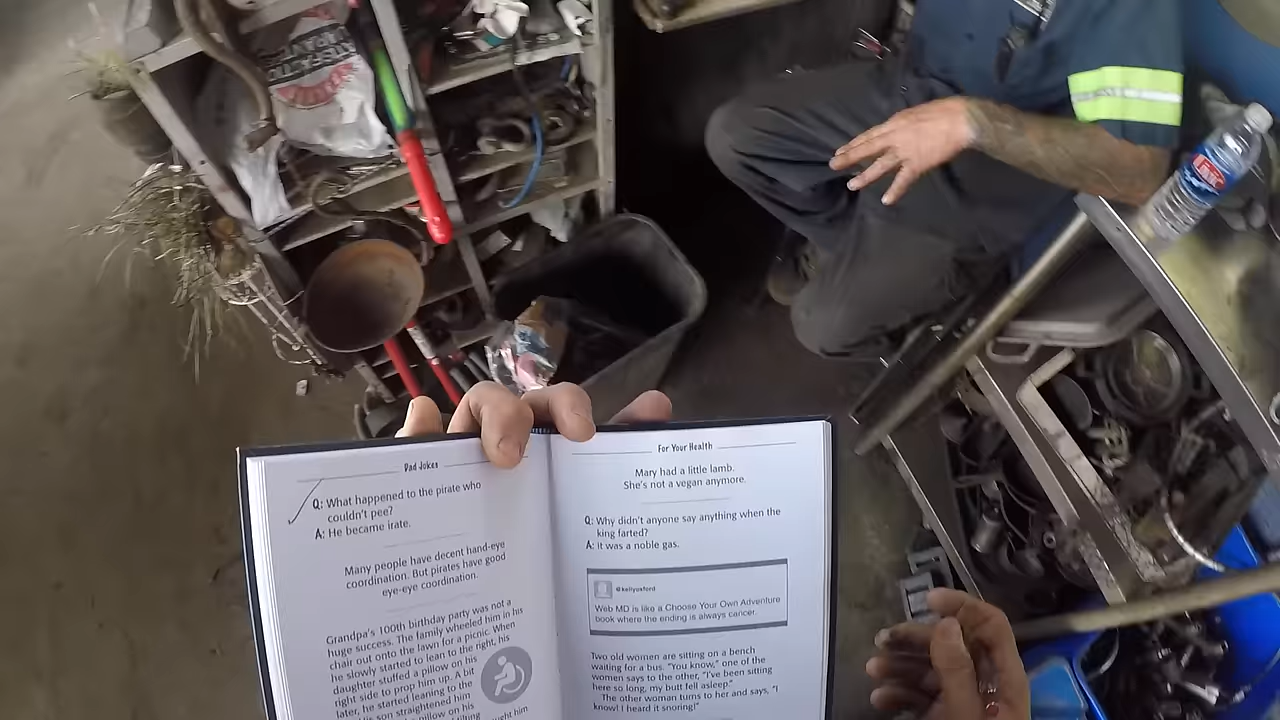 Dad Jokes
Q: What happened to the pirate who
couldn't pee?
A: He became irate.
Many people have decent hand-eye
coordination. But pirates have good
eye-eye coordination.
Grandpa's 100th birthday party was not a
huge success. The family wheeled him in his
chair out onto the lawn for a picnic. When
he slowly started to lean to the right, his
daughter stuffed a pillow on his
right side to prop him up. A bit
later, he started leaning to the
his son straightened him
pillow on his
For Your Health
Mary had a little lamb.
She's not a vegan anymore.
Q: Why didn't anyone say anything when the
king farted?
A: It was a noble gas.
@kellyoxford
Web MD is like a Choose Your Own Adventure
book where the ending is always cancer.
Two old women are sitting on a bench
waiting for a bus. "You know," one of the
women says to the other, "I've been sitting
here so long, my butt fell asleep."
The other woman turns to her and says, "I
know! I heard it snoring!"